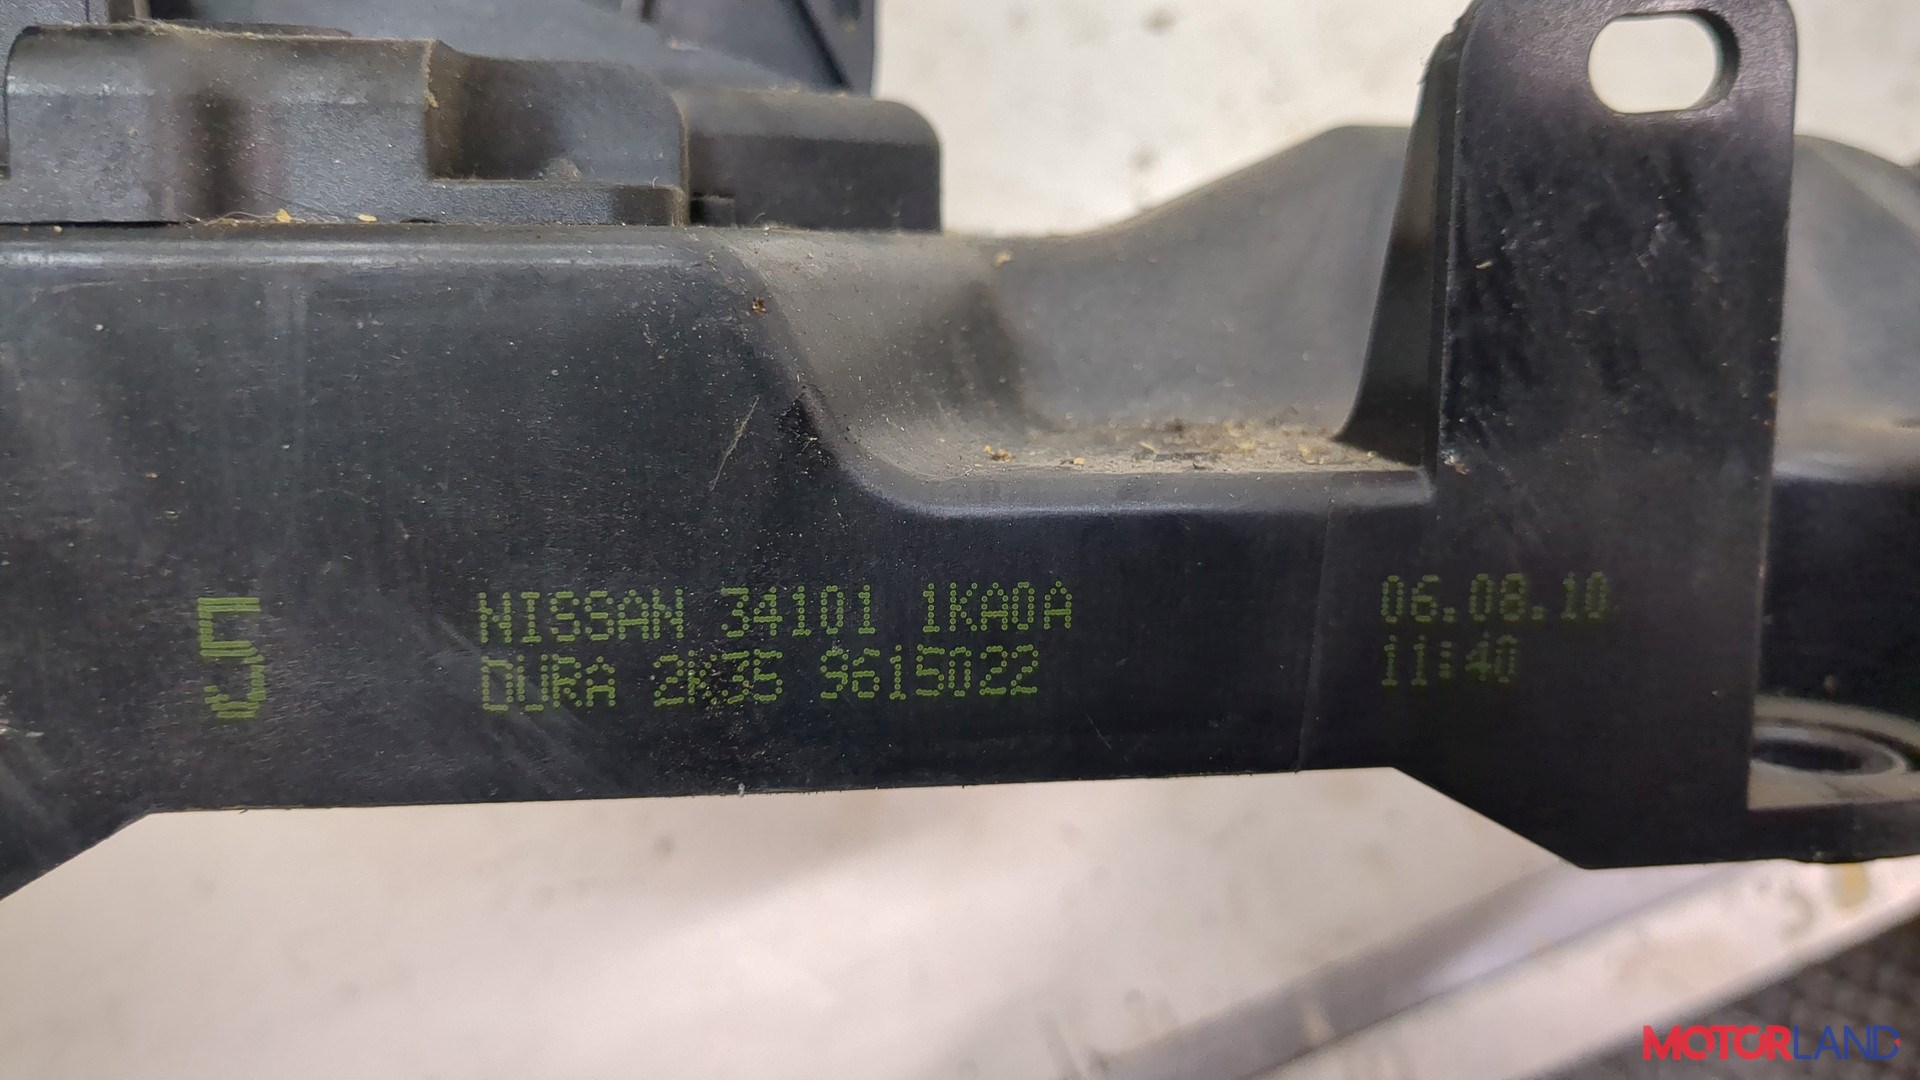 5
NISSAN 34101 1KA0A
DURA 2K35 9615022
06.08.10
11:40
MOTORLAND